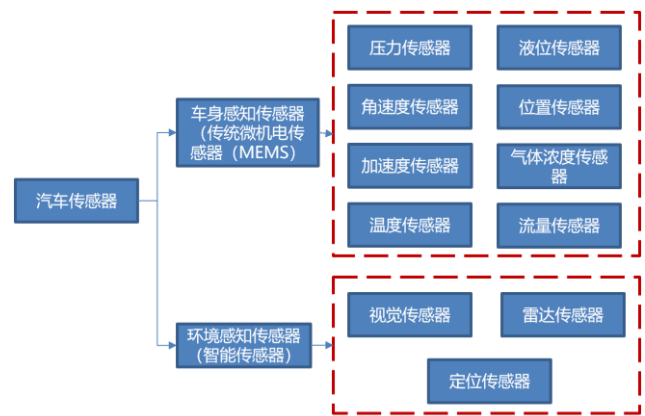 汽车传感器
车身感知传感器
（传统微机电传
感器（MEMS）
压力传感器
液位传感器
角速度传感器
位置传感器
加速度传感器
气体浓度传感
器
温度传感器
流量传感器
环境感知传感器
（智能传感器）
视觉传感器
雷达传感器
定位传感器